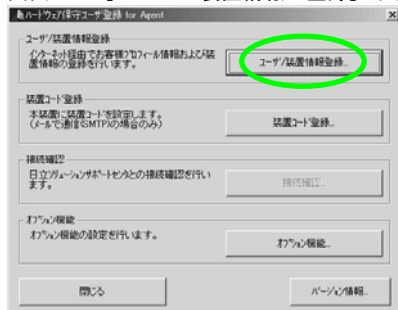 ﾊｰﾄﾞｳｪｱ保守ﾕｰｻﾞ登録 for Agent
ﾕｰｻﾞ/装置情報登録
ｲﾝﾀｰﾈｯﾄ経由でお客様ﾌﾟﾛﾌｨｰﾙ情報および装
置情報の登録を行います。
ﾕｰｻﾞ/装置情報登録...
装置ｺｰﾄﾞ登録
本装置に装置ｺｰﾄﾞを設定します。
(ﾒｰﾙで通信(SMTP)の場合のみ)
装置ｺｰﾄﾞ登録...
接続確認
日立ｿﾘｭｰｼｮﾝｻﾎﾟｰﾄｾﾝﾀとの接続確認を行い
ます。
接続確認...
ｵﾌﾟｼｮﾝ機能
ｵﾌﾟｼｮﾝ機能の設定を行います。
ｵﾌﾟｼｮﾝ機能...
閉じる
ﾊﾞｰｼﾞｮﾝ情報...